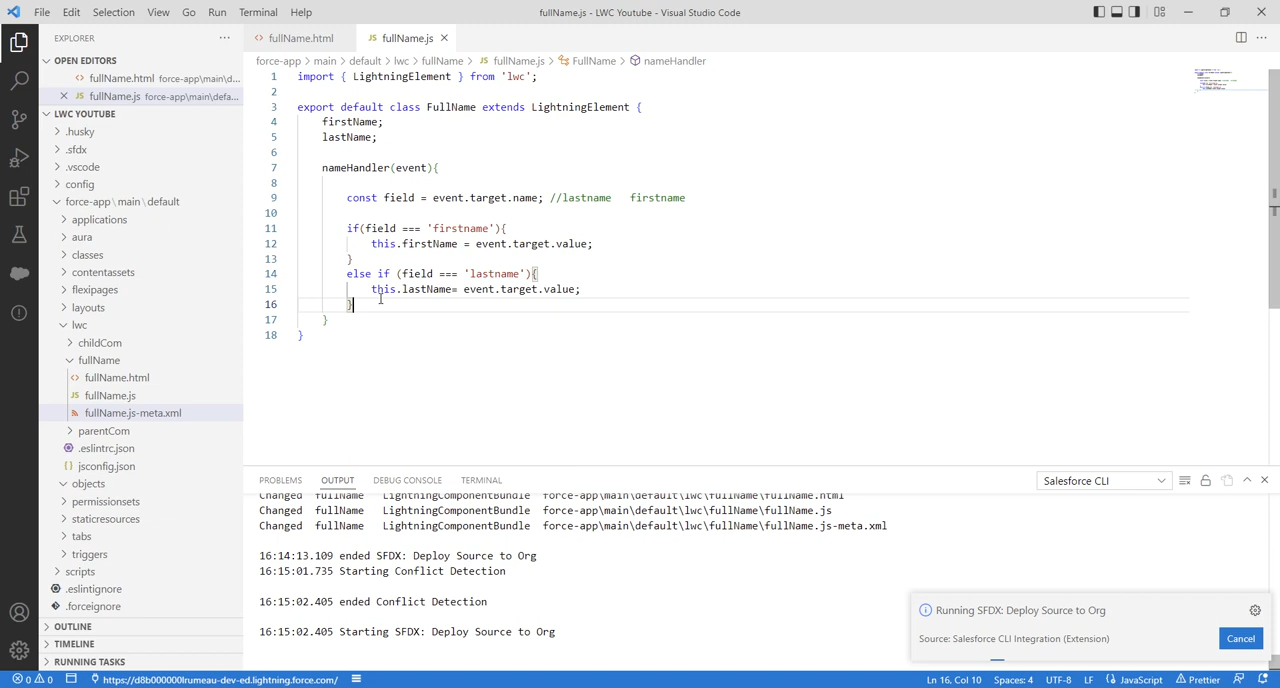 File Edit Selection View Go Run Terminal Help fullName.js - LWC Youtube - Visual Studio Code
EXPLORER
OPEN EDITORS
fullName.html force-app\main\d...
fullName.js force-app\main\defa...
LWC YOUTUBE
.husky
.sfdx
.vscode
config
force-app\main\default
applications
aura
classes
contentassets
flexipages
layouts
lwc
childCom
fullName
fullName.html
fullName.js
fullName.js-meta.xml
parentCom
.eslintrc.json
jsconfig.json
objects
permissionsets
staticresources
tabs
triggers
scripts
.eslintignore
.forceignore
OUTLINE
TIMELINE
RUNNING TASKS
fullName.html fullName.js
force-app > main > default > lwc > fullName > fullName.js > FullName > nameHandler
1 import { LightningElement } from 'lwc';
2
3 export default class FullName extends LightningElement {
4 firstName;
5 lastName;
6
7 nameHandler(event){
8
9 const field = event.target.name; //lastname firstname
10
11 if(field === 'firstname'){
12 this.firstName = event.target.value;
13 }
14 else if (field === 'lastname'){
15 this.lastName= event.target.value;
16 }
17 }
18 }
PROBLEMS OUTPUT DEBUG CONSOLE TERMINAL Salesforce CLI
Changed fullName LightningComponentBundle force-app\main\default\lwc\fullName\fullName.html
Changed fullName LightningComponentBundle force-app\main\default\lwc\fullName\fullName.js
Changed fullName LightningComponentBundle force-app\main\default\lwc\fullName\fullName.js-meta.xml
16:14:13.109 ended SFDX: Deploy Source to Org
16:15:01.735 Starting Conflict Detection
16:15:02.405 ended Conflict Detection
16:15:02.405 Starting SFDX: Deploy Source to Org
Running SFDX: Deploy Source to Org
Source: Salesforce CLI Integration (Extension) Cancel
0 0 https://d8b000000lrumeau-dev-ed.lightning.force.com/ Ln 16, Col 10 Spaces: 4 UTF-8 LF JavaScript Prettier